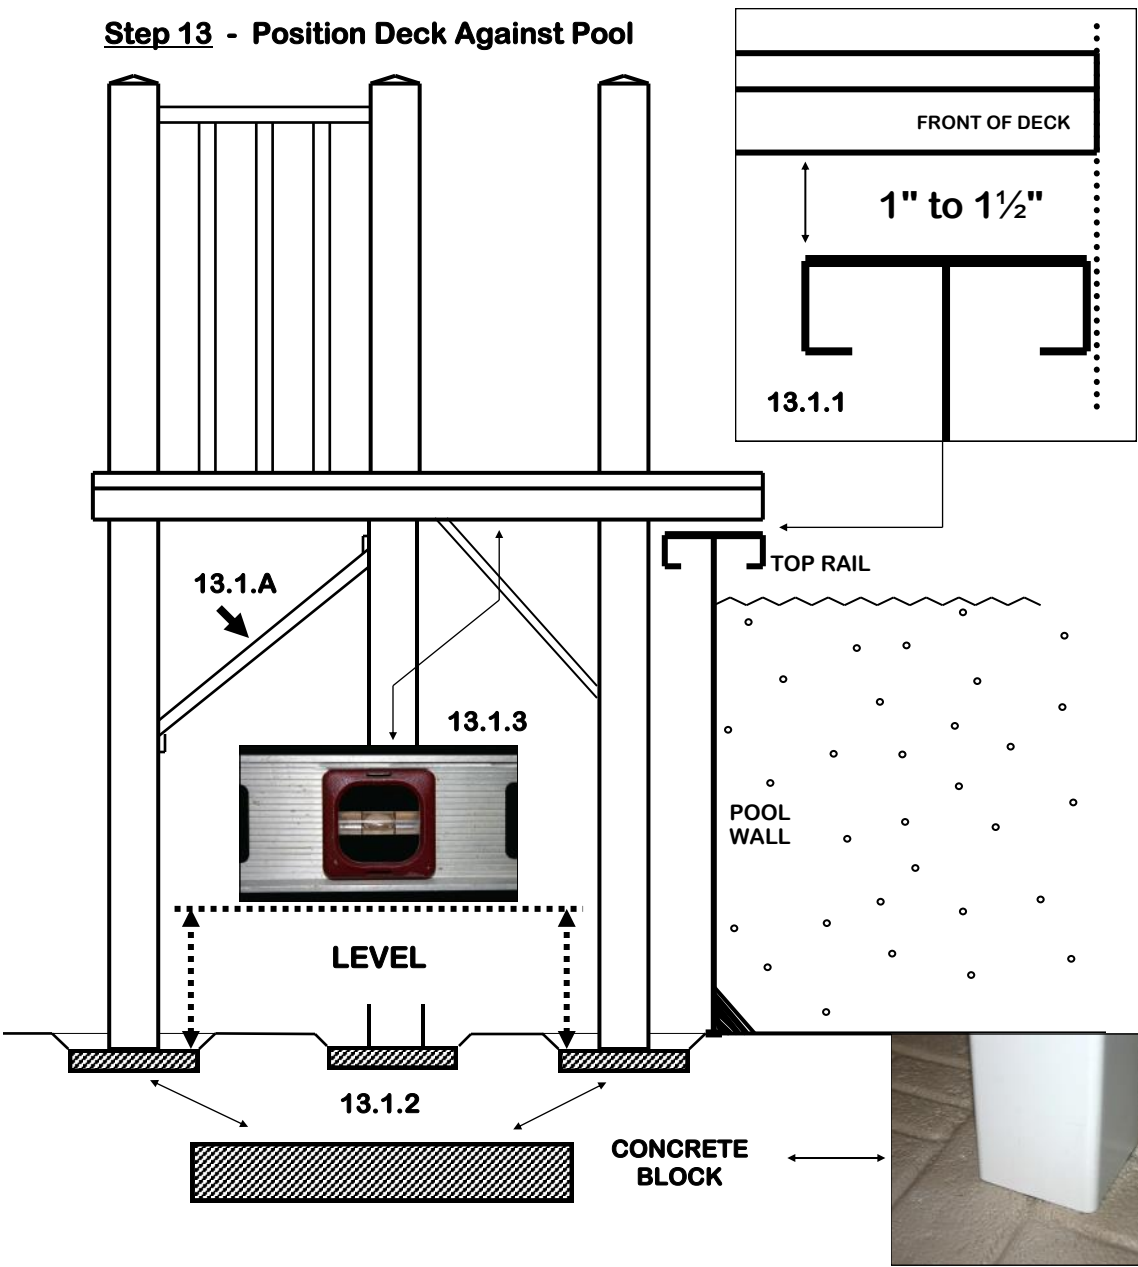 Step 13 - Position Deck Against Pool
FRONT OF DECK
1" to 1½"
13.1.1
TOP RAIL
13.1.A
13.1.3
POOL
WALL
LEVEL
13.1.2
CONCRETE
BLOCK